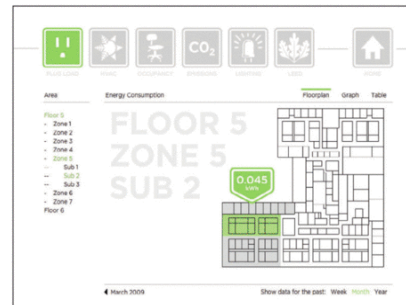 CO₂
PLUG LOAD HVAC OCCUPANCY EMISSIONS LIGHTING LEED HOME
Area Energy Consumption Floorplan Graph Table
Floor 5
- Zone 1
- Zone 2
- Zone 3
- Zone 4
- Zone 5
— Sub 1
— Sub 2
— Sub 3
- Zone 6
- Zone 7
Floor 6
FLOOR 5
ZONE 5
SUB 2
0.045
kWh
March 2009 Show data for the past: Week Month Year